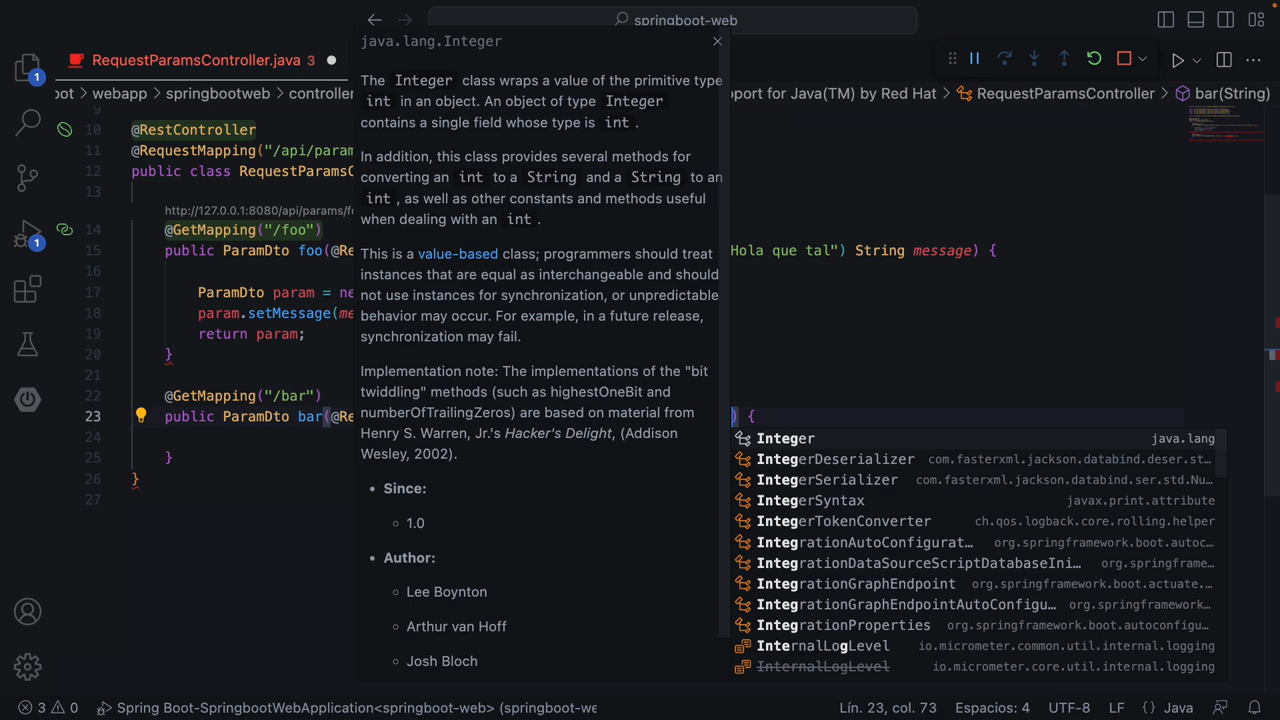 springboot-web
RequestParamsController.java 3
webapp > springbootweb >
port for Java(TM) by Red Hat > RequestParamsController > bar(String)
10 @RestController
11 @RequestMapping("/api/param
12 public class RequestParamsC
13
http://127.0.0.1:8080/api/params/fo
14 @GetMapping("/foo")
15 public ParamDto foo(@Re
Hola que tal") String message) {
16
17 ParamDto param = ne
18 param.setMessage(me
19 return param;
20 }
21
22 @GetMapping("/bar")
23 public ParamDto bar(@Re
) {
24
25 }
26 }
27
java.lang.Integer
The Integer class wraps a value of the primitive type
int in an object. An object of type Integer
contains a single field whose type is int .
In addition, this class provides several methods for
converting an int to a String and a String to an
int , as well as other constants and methods useful
when dealing with an int .
This is a value-based class; programmers should treat
instances that are equal as interchangeable and should
not use instances for synchronization, or unpredictable
behavior may occur. For example, in a future release,
synchronization may fail.
Implementation note: The implementations of the "bit
twiddling" methods (such as highestOneBit and
numberOfTrailingZeros) are based on material from
Henry S. Warren, Jr.'s Hacker's Delight, (Addison
Wesley, 2002).
Since:
1.0
Author:
Lee Boynton
Arthur van Hoff
Josh Bloch
Integer java.lang
IntegerDeserializer com.fasterxml.jackson.databind.deser.st…
IntegerSerializer com.fasterxml.jackson.databind.ser.std.Nu…
IntegerSyntax javax.print.attribute
IntegerTokenConverter ch.qos.logback.core.rolling.helper
IntegrationAutoConfigurat… org.springframework.boot.autoc…
IntegrationDataSourceScriptDatabaseIni… org.springframe…
IntegrationGraphEndpoint org.springframework.boot.actuate.…
IntegrationGraphEndpointAutoConfigu… org.springframework…
IntegrationProperties org.springframework.boot.autoconfigu…
InternalLogLevel io.micrometer.common.util.internal.logging
InternalLogLevel io.micrometer.core.util.internal.logging
1
1
3 0 Spring Boot-SpringbootWebApplication<springboot-web> (springboot-we
Lín. 23, col. 73 Espacios: 4 UTF-8 LF {} Java